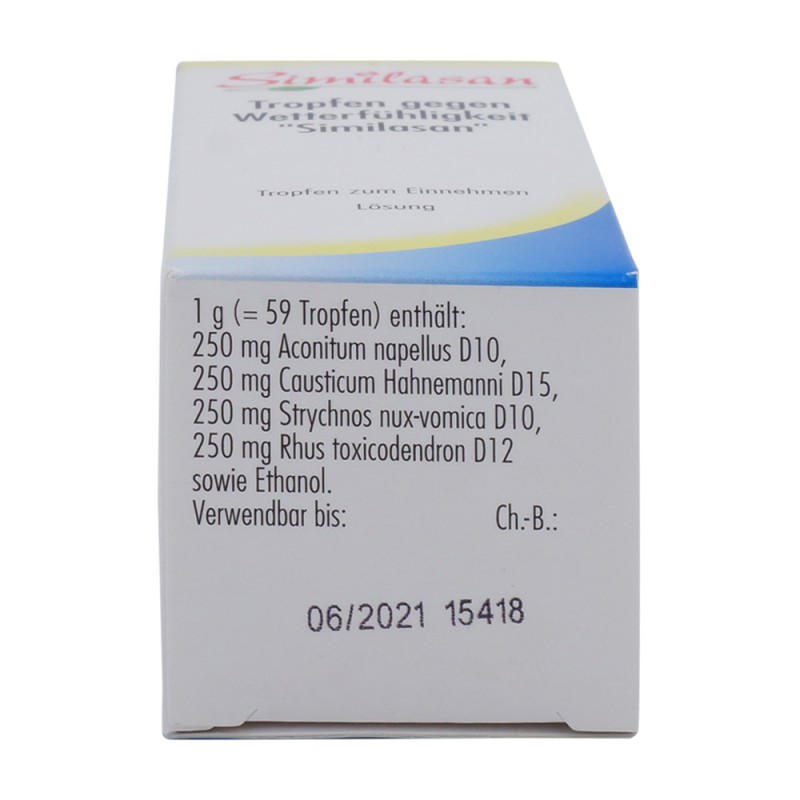 Similasan
Tropfen gegen
Wetterfühligkeit
"Similasan"
Tropfen zum Einnehmen
Lösung
1 g (= 59 Tropfen) enthält:
250 mg Aconitum napellus D10,
250 mg Causticum Hahnemanni D15,
250 mg Strychnos nux-vomica D10,
250 mg Rhus toxicodendron D12
sowie Ethanol.
Verwendbar bis: Ch.-B.:
06/2021 15418